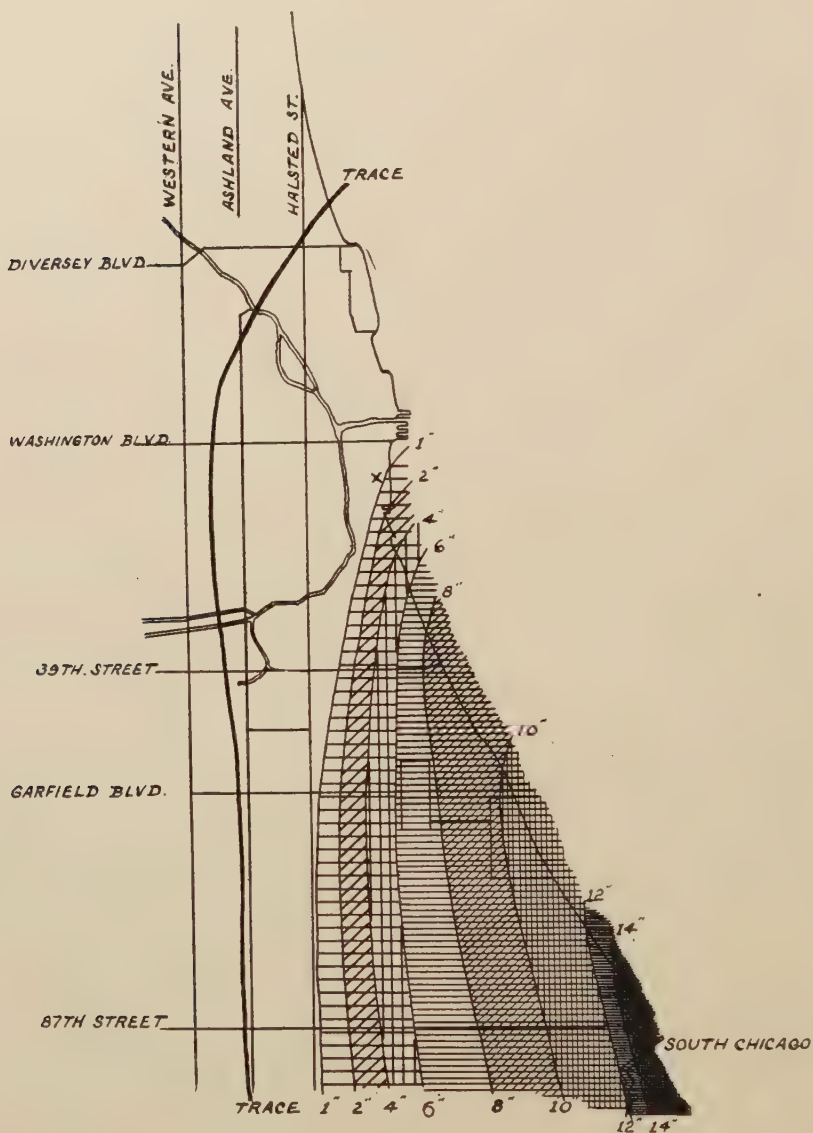 WESTERN AVE.
ASHLAND AVE.
HALSTED ST.
TRACE
DIVERSEY BLVD.
WASHINGTON BLVD.
1"
X
2"
4"
6"
8"
39TH. STREET
10"
GARFIELD BLVD.
12"
14"
87TH STREET
SOUTH CHICAGO
TRACE 1" 2" 4" 6" 8" 10" 12" 14"